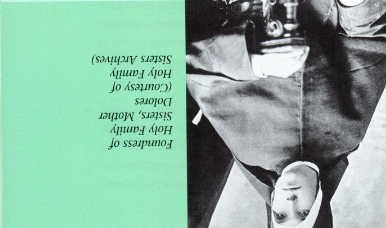 Foundress of
Holy Family
Sisters, Mother
Dolores
(Courtesy of
Holy Family
Sisters Archives)